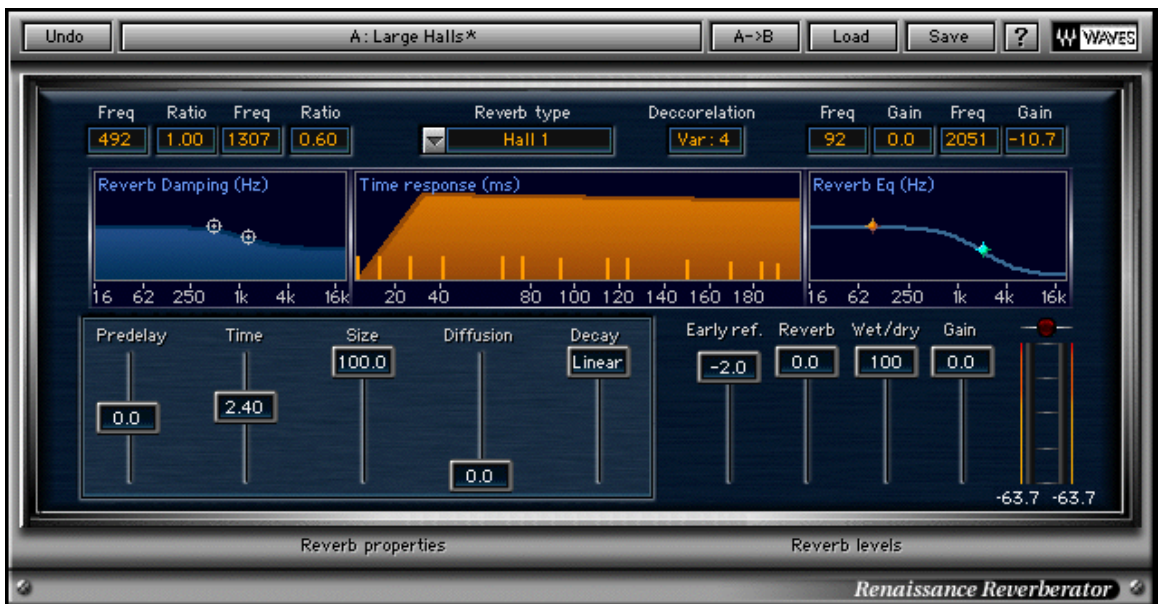 Undo A: Large Halls* A->B Load Save ? WAVES
Freq Ratio Freq Ratio Reverb type Deccorelation Freq Gain Freq Gain
492 1.00 1307 0.60 Hall 1 Var: 4 92 0.0 2051 -10.7
Reverb Damping (Hz) Time response (ms) Reverb Eq (Hz)
16 62 250 1k 4k 16k 20 40 80 100 120 140 160 180 16 62 250 1k 4k 16k
Predelay Time Size Diffusion Decay Early ref. Reverb Wet/dry Gain
100.0 Linear -2.0 0.0 100 0.0
0.0 2.40
0.0
-63.7 -63.7
Reverb properties Reverb levels
Renaissance Reverberator